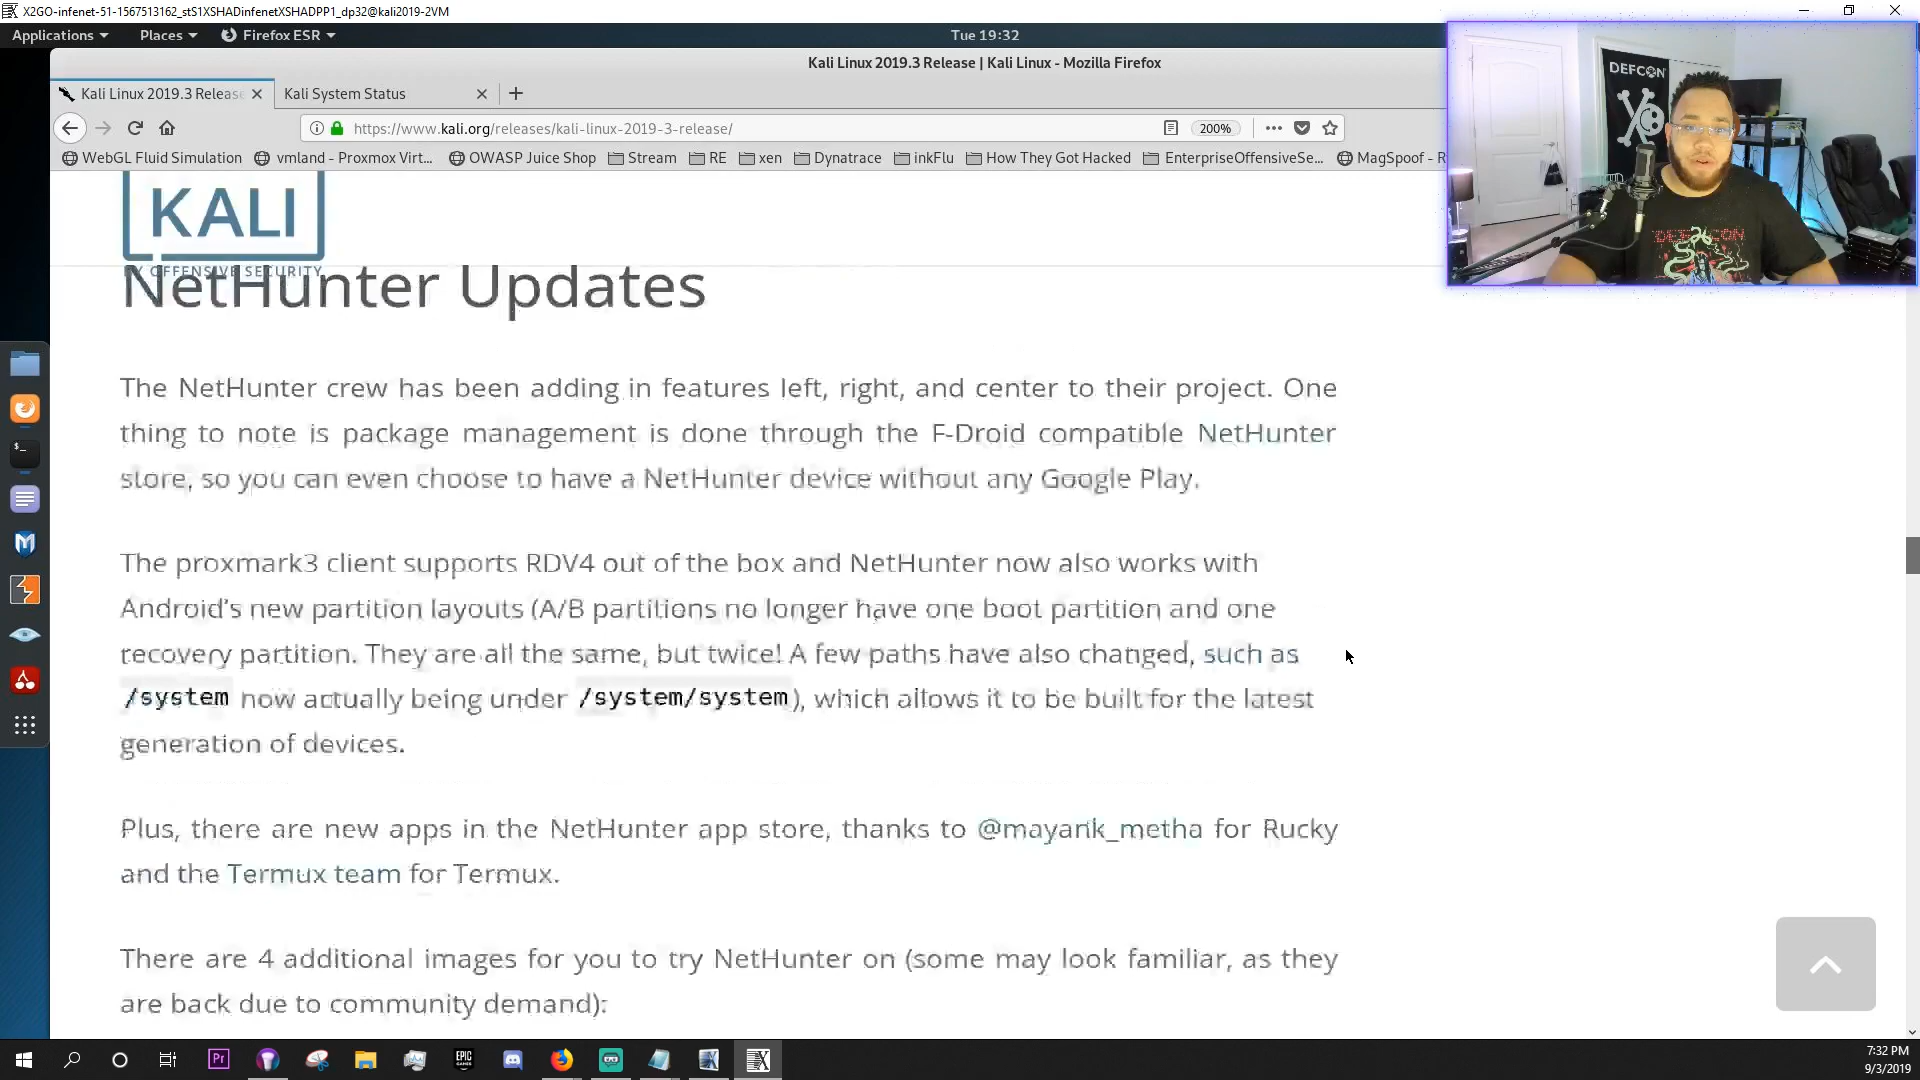 X2GO-infenet-51-1567513162_stS1XSHADinfenetXSHADPP1_dp32@kali2019-2VM
Applications Places Firefox ESR Tue 19:32
Kali Linux 2019.3 Release | Kali Linux - Mozilla Firefox
Kali Linux 2019.3 Release Kali System Status
https://www.kali.org/releases/kali-linux-2019-3-release/ 200%
WebGL Fluid Simulation vmland - Proxmox Virt... OWASP Juice Shop Stream RE xen Dynatrace inkFlu How They Got Hacked EnterpriseOffensiveSe... MagSpoof - R
DEFCON
DEFCON
KALI
BY OFFENSIVE SECURITY
NetHunter Updates
The NetHunter crew has been adding in features left, right, and center to their project. One
thing to note is package management is done through the F-Droid compatible NetHunter
store, so you can even choose to have a NetHunter device without any Google Play.
The proxmark3 client supports RDV4 out of the box and NetHunter now also works with
Android’s new partition layouts (A/B partitions no longer have one boot partition and one
recovery partition. They are all the same, but twice! A few paths have also changed, such as
/system now actually being under /system/system), which allows it to be built for the latest
generation of devices.
Plus, there are new apps in the NetHunter app store, thanks to @mayank_metha for Rucky
and the Termux team for Termux.
There are 4 additional images for you to try NetHunter on (some may look familiar, as they
are back due to community demand):
Pr
EPIC GAMES
7:32 PM
9/3/2019